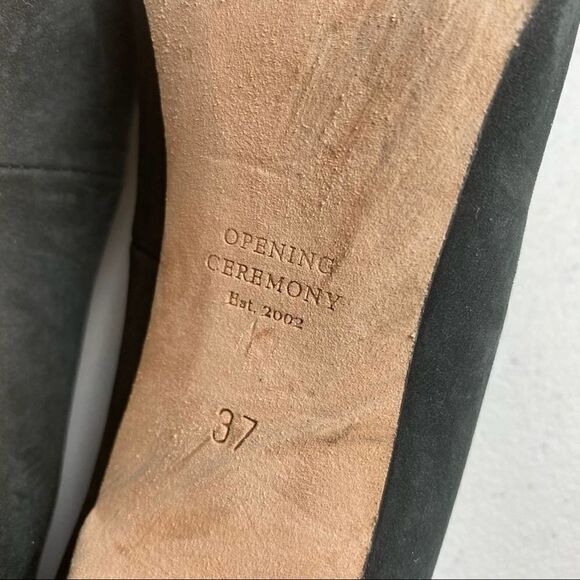 OPENING
CEREMONY
Est. 2002
37